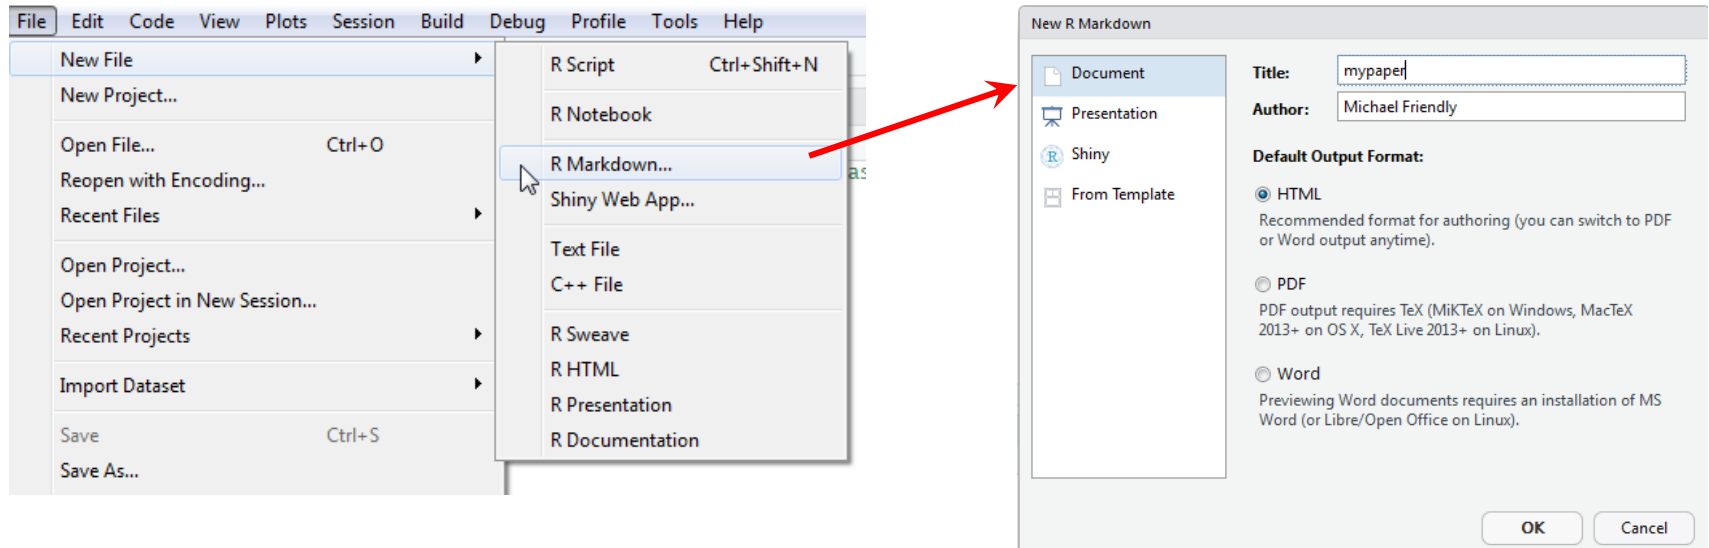 File Edit Code View Plots Session Build Debug Profile Tools Help
New File
New Project...
Open File... Ctrl+O
Reopen with Encoding...
Recent Files
Open Project...
Open Project in New Session...
Recent Projects
Import Dataset
Save Ctrl+S
Save As...
R Script Ctrl+Shift+N
R Notebook
R Markdown...
Shiny Web App...
Text File
C++ File
R Sweave
R HTML
R Presentation
R Documentation
as
New R Markdown
Document
Presentation
R Shiny
From Template
Title: mypaper
Author: Michael Friendly
Default Output Format:
HTML
Recommended format for authoring (you can switch to PDF
or Word output anytime).
PDF
PDF output requires TeX (MiKTeX on Windows, MacTeX
2013+ on OS X, TeX Live 2013+ on Linux).
Word
Previewing Word documents requires an installation of MS
Word (or Libre/Open Office on Linux).
OK Cancel